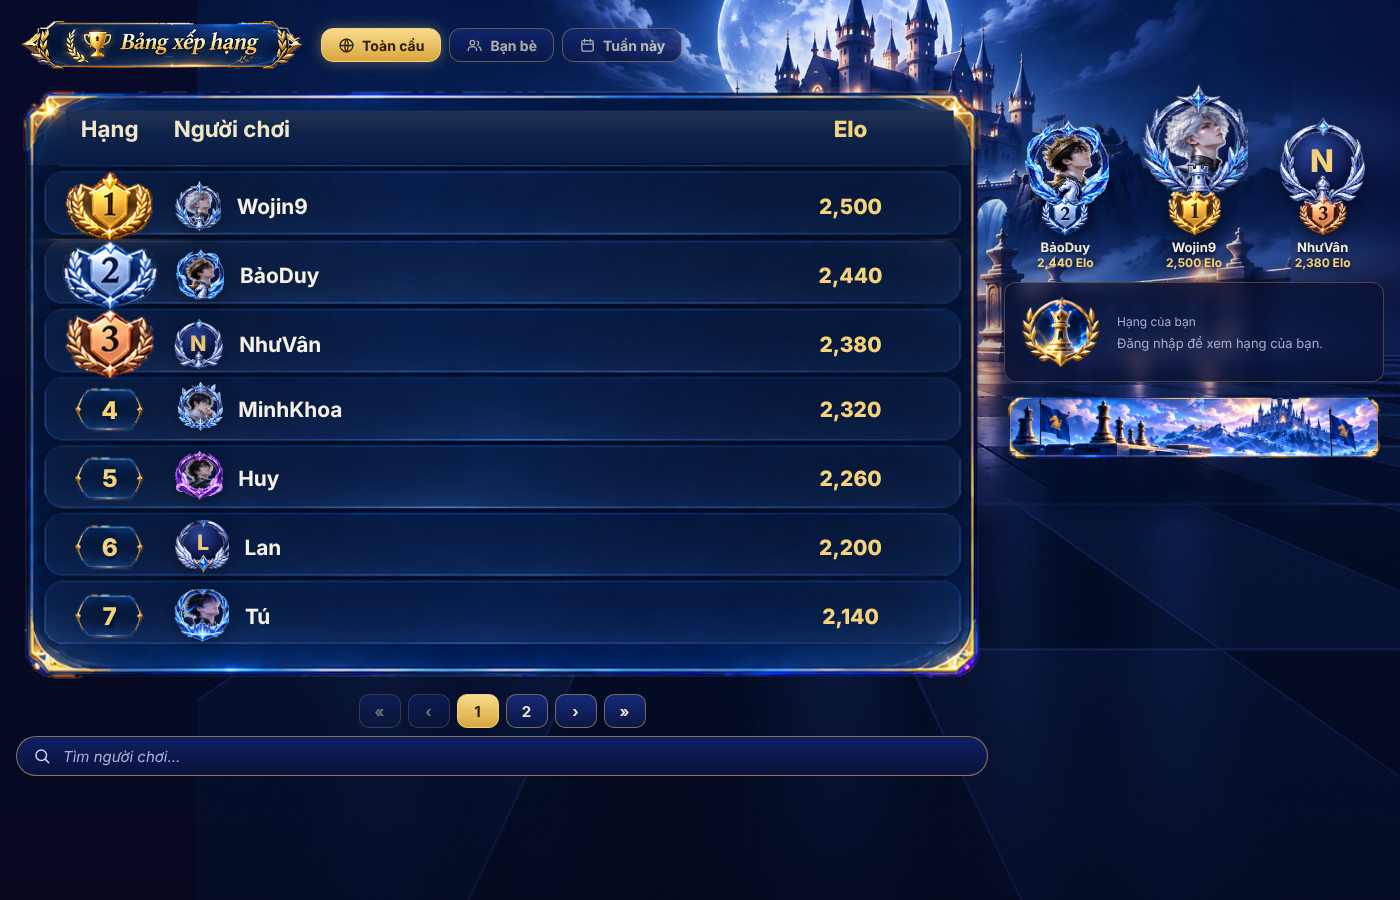 Bảng xếp hạng
Toàn cầu
Bạn bè
Tuần này
Hạng Người chơi Elo
1 Wojin9 2,500
2 BảoDuy 2,440
3 N NhưVân 2,380
4 MinhKhoa 2,320
5 Huy 2,260
6 L Lan 2,200
7 Tú 2,140
« ‹ 1 2 › »
Tìm người chơi...
N
2 1 3
BảoDuy Wojin9 NhưVân
2,440 Elo 2,500 Elo 2,380 Elo
Hạng của bạn
Đăng nhập để xem hạng của bạn.